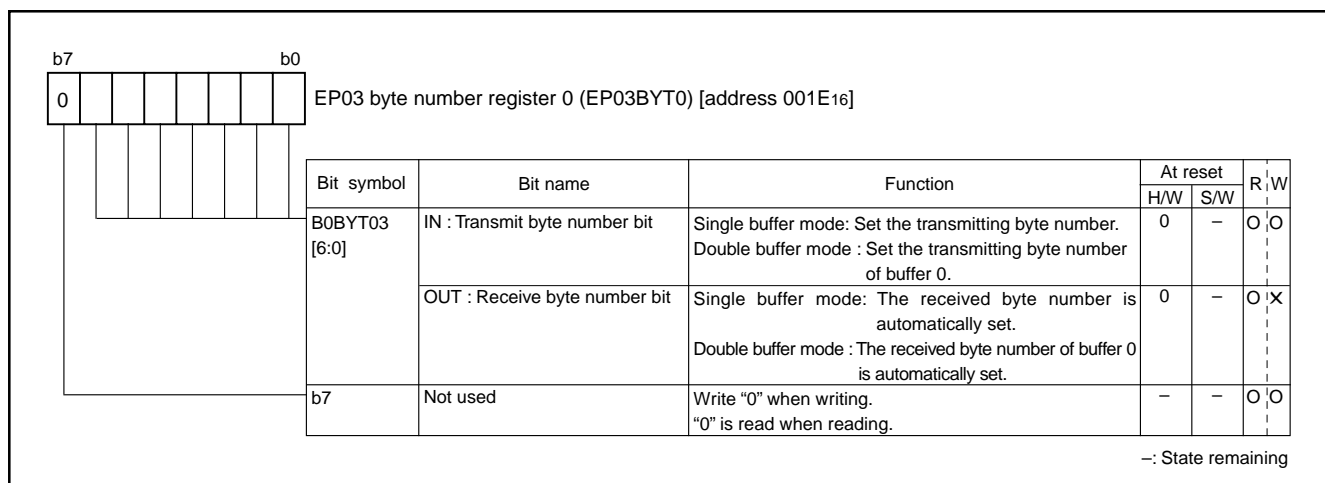 b7 b0
0 EP03 byte number register 0 (EP03BYT0) [address 001E16]
Bit symbol Bit name Function At reset R W
H/W S/W
B0BYT03 IN : Transmit byte number bit Single buffer mode: Set the transmitting byte number. 0 – O O
[6:0] Double buffer mode : Set the transmitting byte number
of buffer 0.
OUT : Receive byte number bit Single buffer mode: The received byte number is 0 – O ×
automatically set.
Double buffer mode : The received byte number of buffer 0
is automatically set.
b7 Not used Write “0” when writing. – – O O
“0” is read when reading.
–: State remaining